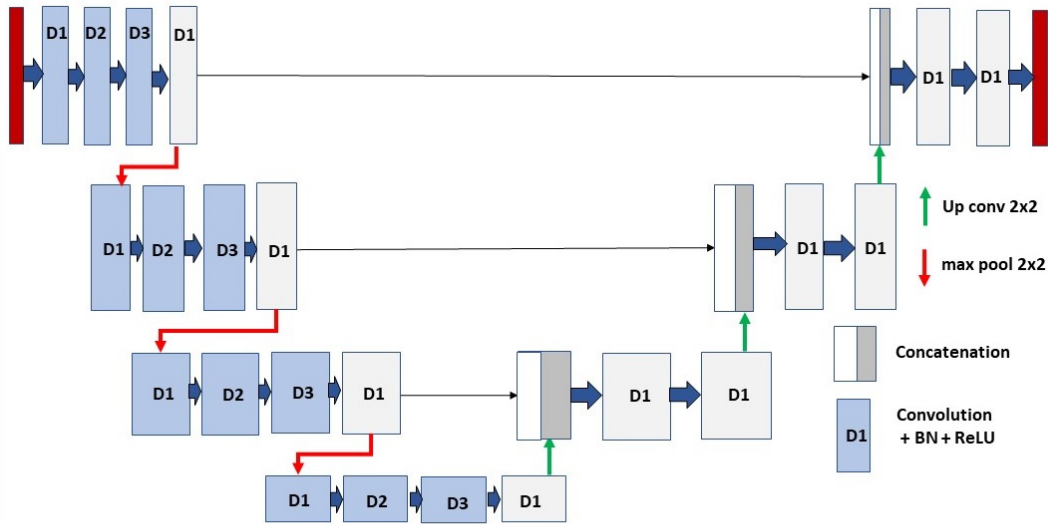 D1 D2 D3 D1
D1 D1
D1 D2 D3 D1
D1 D1
Up conv 2x2
max pool 2x2
D1 D2 D3 D1
D1 D1
Concatenation
D1
Convolution
+ BN + ReLU
D1 D2 D3 D1